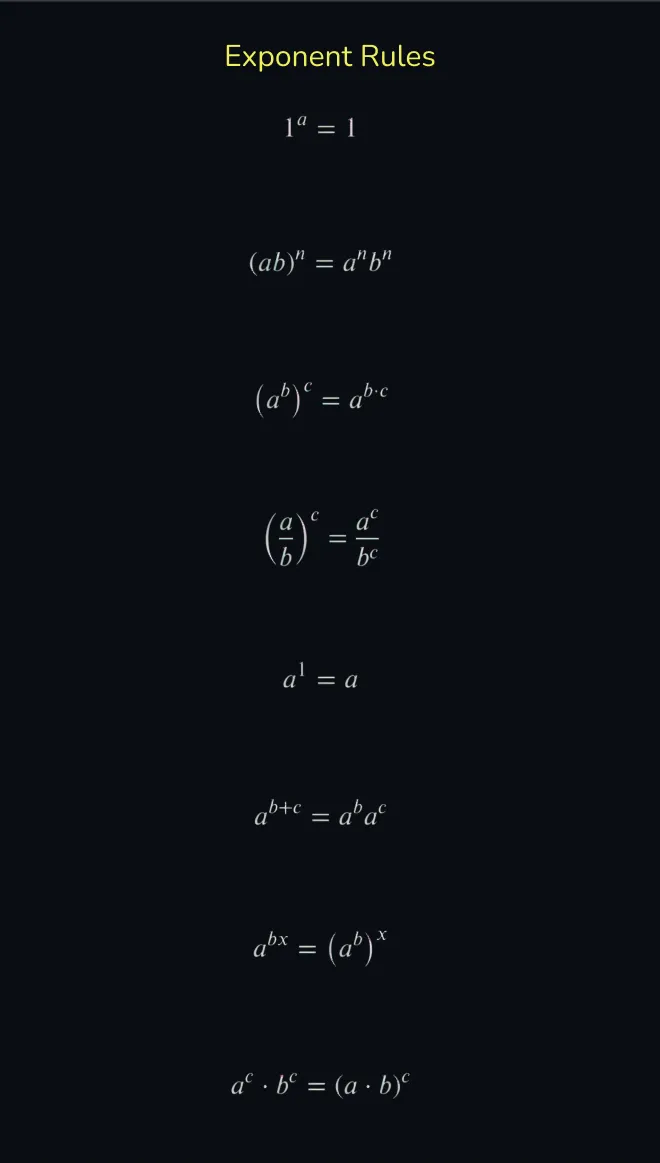 Exponent Rules
1^a = 1
(ab)^n = a^n b^n
(a^b)^c = a^{b·c}
(a/b)^c = a^c/b^c
a^1 = a
a^{b+c} = a^b a^c
a^{bx} = (a^b)^x
a^c · b^c = (a · b)^c